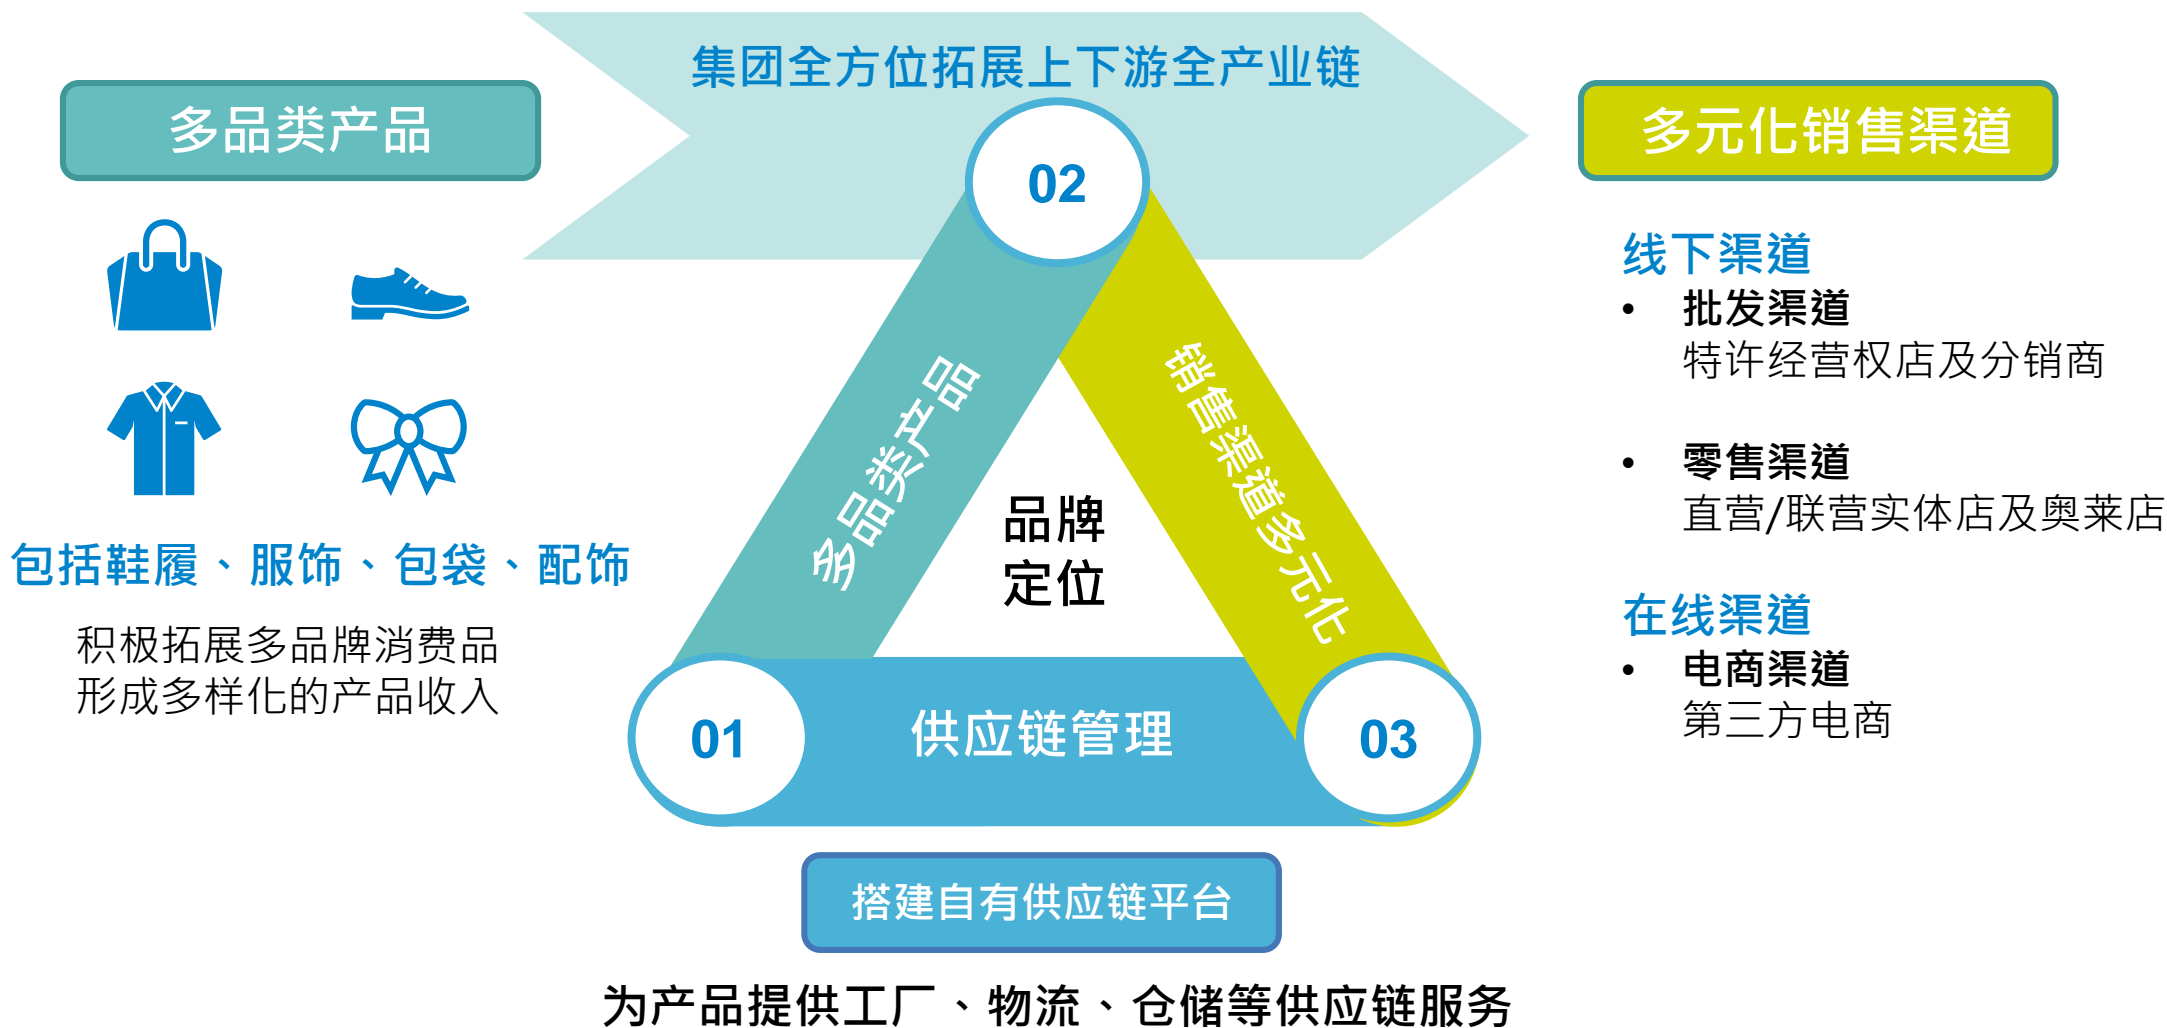 集团全方位拓展上下游全产业链
多品类产品
包括鞋履、服饰、包袋、配饰
积极拓展多品牌消费品
形成多样化的产品收入
02
多品类产品
销售渠道多元化
品牌
定位
01
供应链管理
03
搭建自有供应链平台
为产品提供工厂、物流、仓储等供应链服务
多元化销售渠道
线下渠道
• 批发渠道
特许经营权店及分销商
• 零售渠道
直营/联营实体店及奥莱店
在线渠道
• 电商渠道
第三方电商